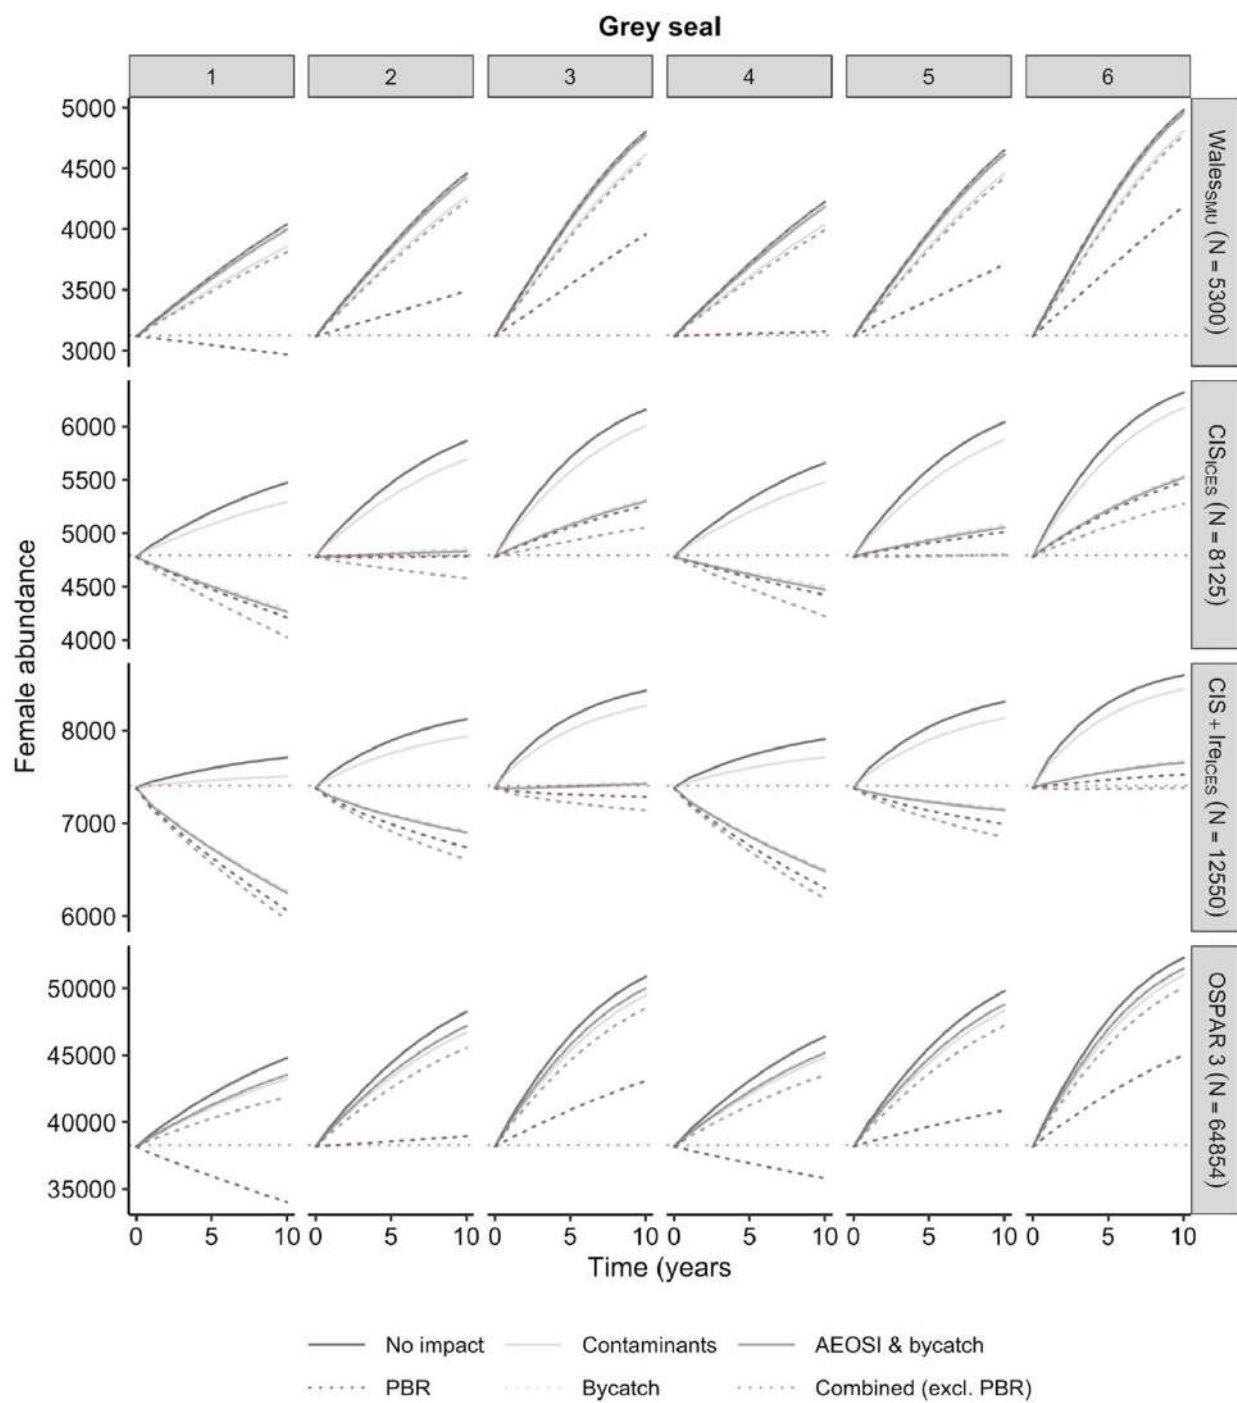 Grey seal
1 2 3 4 5 6
5000
4500
4000
3500
3000
Wales_SMU (N = 5300)
6000
5500
5000
4500
4000
CIS_ICES (N = 8125)
Female abundance
8000
7000
6000
CIS + Ire_ICES (N = 12550)
50000
45000
40000
35000
OSPAR 3 (N = 64854)
0 5 10 0 5 10 0 5 10 0 5 10 0 5 10 0 5 10
Time (years
No impact Contaminants AEOSI & bycatch
PBR Bycatch Combined (excl. PBR)